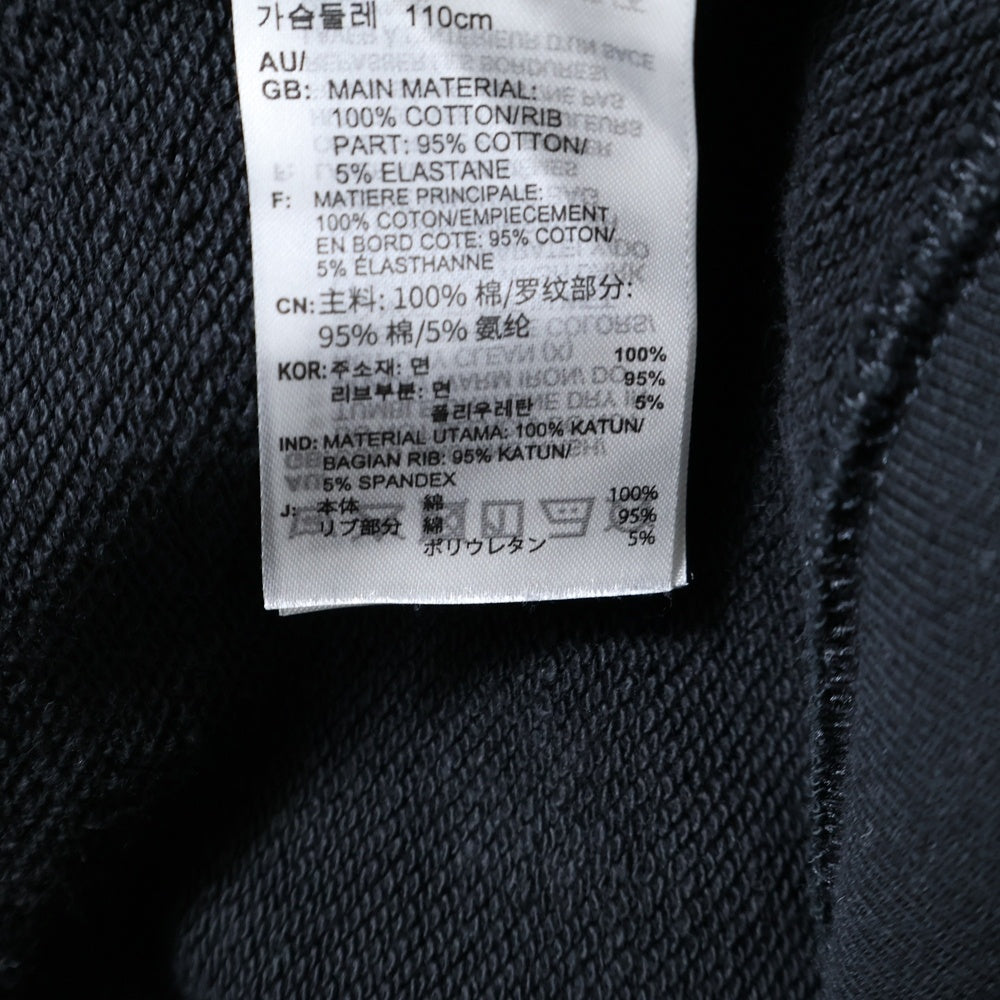 가슴둘레 110cm
AU/
GB: MAIN MATERIAL:
100% COTTON/RIB
PART: 95% COTTON/
5% ELASTANE
F: MATIERE PRINCIPALE:
100% COTON/EMPIECEMENT
EN BORD COTE: 95% COTON/
5% ÉLASTHANNE
CN: 主料: 100% 棉/罗纹部分:
95% 棉/5% 氨纶
KOR: 주소재: 면 100%
리브부분: 면 95%
폴리우레탄 5%
IND: MATERIAL UTAMA: 100% KATUN/
BAGIAN RIB: 95% KATUN/
5% SPANDEX
J: 本体 綿 100%
リブ部分 綿 95%
ポリウレタン 5%